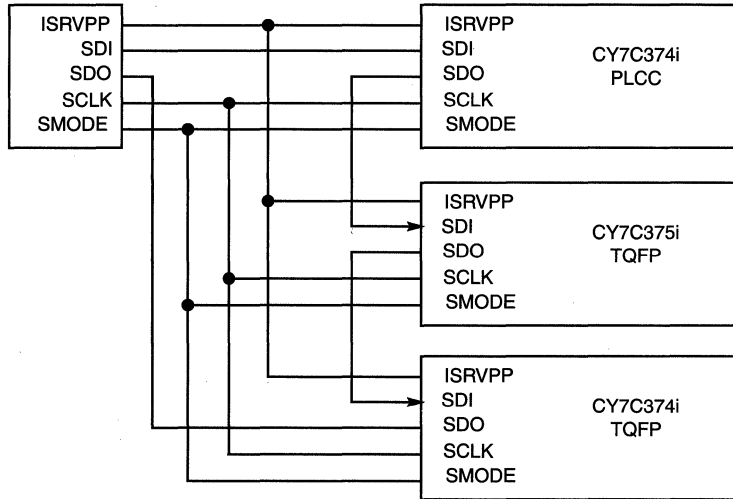 ISRVPP
SDI
SDO
SCLK
SMODE
ISRVPP
SDI
SDO
SCLK
SMODE
CY7C374i
PLCC
ISRVPP
SDI
SDO
SCLK
SMODE
CY7C375i
TQFP
ISRVPP
SDI
SDO
SCLK
SMODE
CY7C374i
TQFP